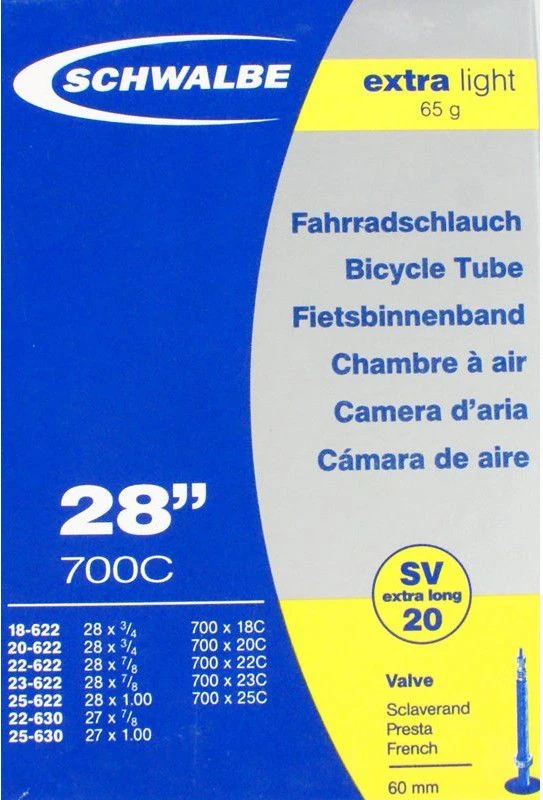 SCHWALBE
extra light
65 g
Fahrradschlauch
Bicycle Tube
Fietsbinnenband
Chambre à air
Camera d'aria
Cámara de aire
28”
700C
SV
extra long
20
18-622 28 x 3/4 700 x 18C
20-622 28 x 3/4 700 x 20C
22-622 28 x 7/8 700 x 22C
23-622 28 x 7/8 700 x 23C
25-622 28 x 1.00 700 x 25C
22-630 27 x 7/8
25-630 27 x 1.00
Valve
Sclaverand
Presta
French
60 mm